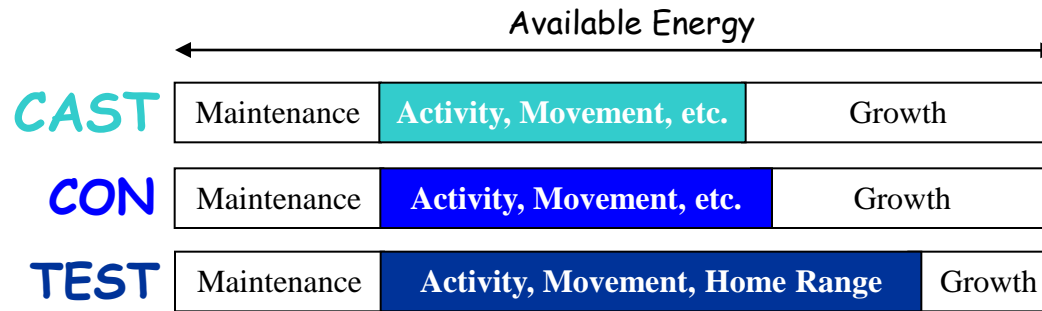 Available Energy
CAST Maintenance Activity, Movement, etc. Growth
CON Maintenance Activity, Movement, etc. Growth
TEST Maintenance Activity, Movement, Home Range Growth